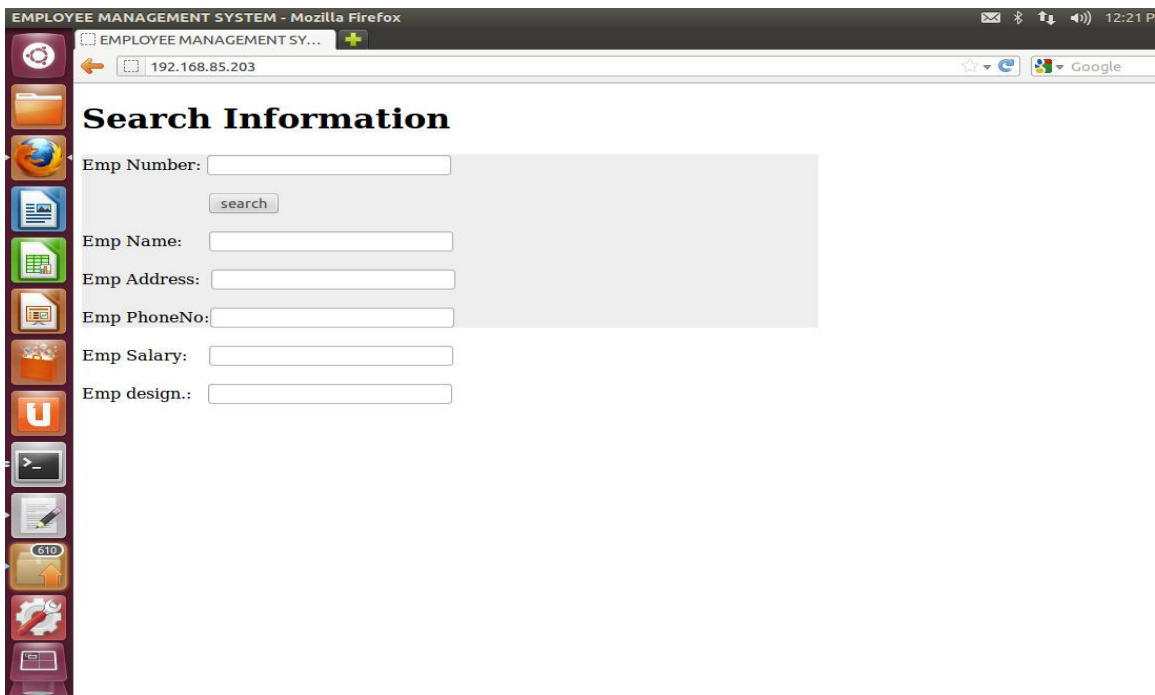 EMPLOYEE MANAGEMENT SYSTEM - Mozilla Firefox
12:21 P
EMPLOYEE MANAGEMENT SY...
192.168.85.203
Google
Search Information
Emp Number:
search
Emp Name:
Emp Address:
Emp PhoneNo:
Emp Salary:
Emp design.:
U
>_
610